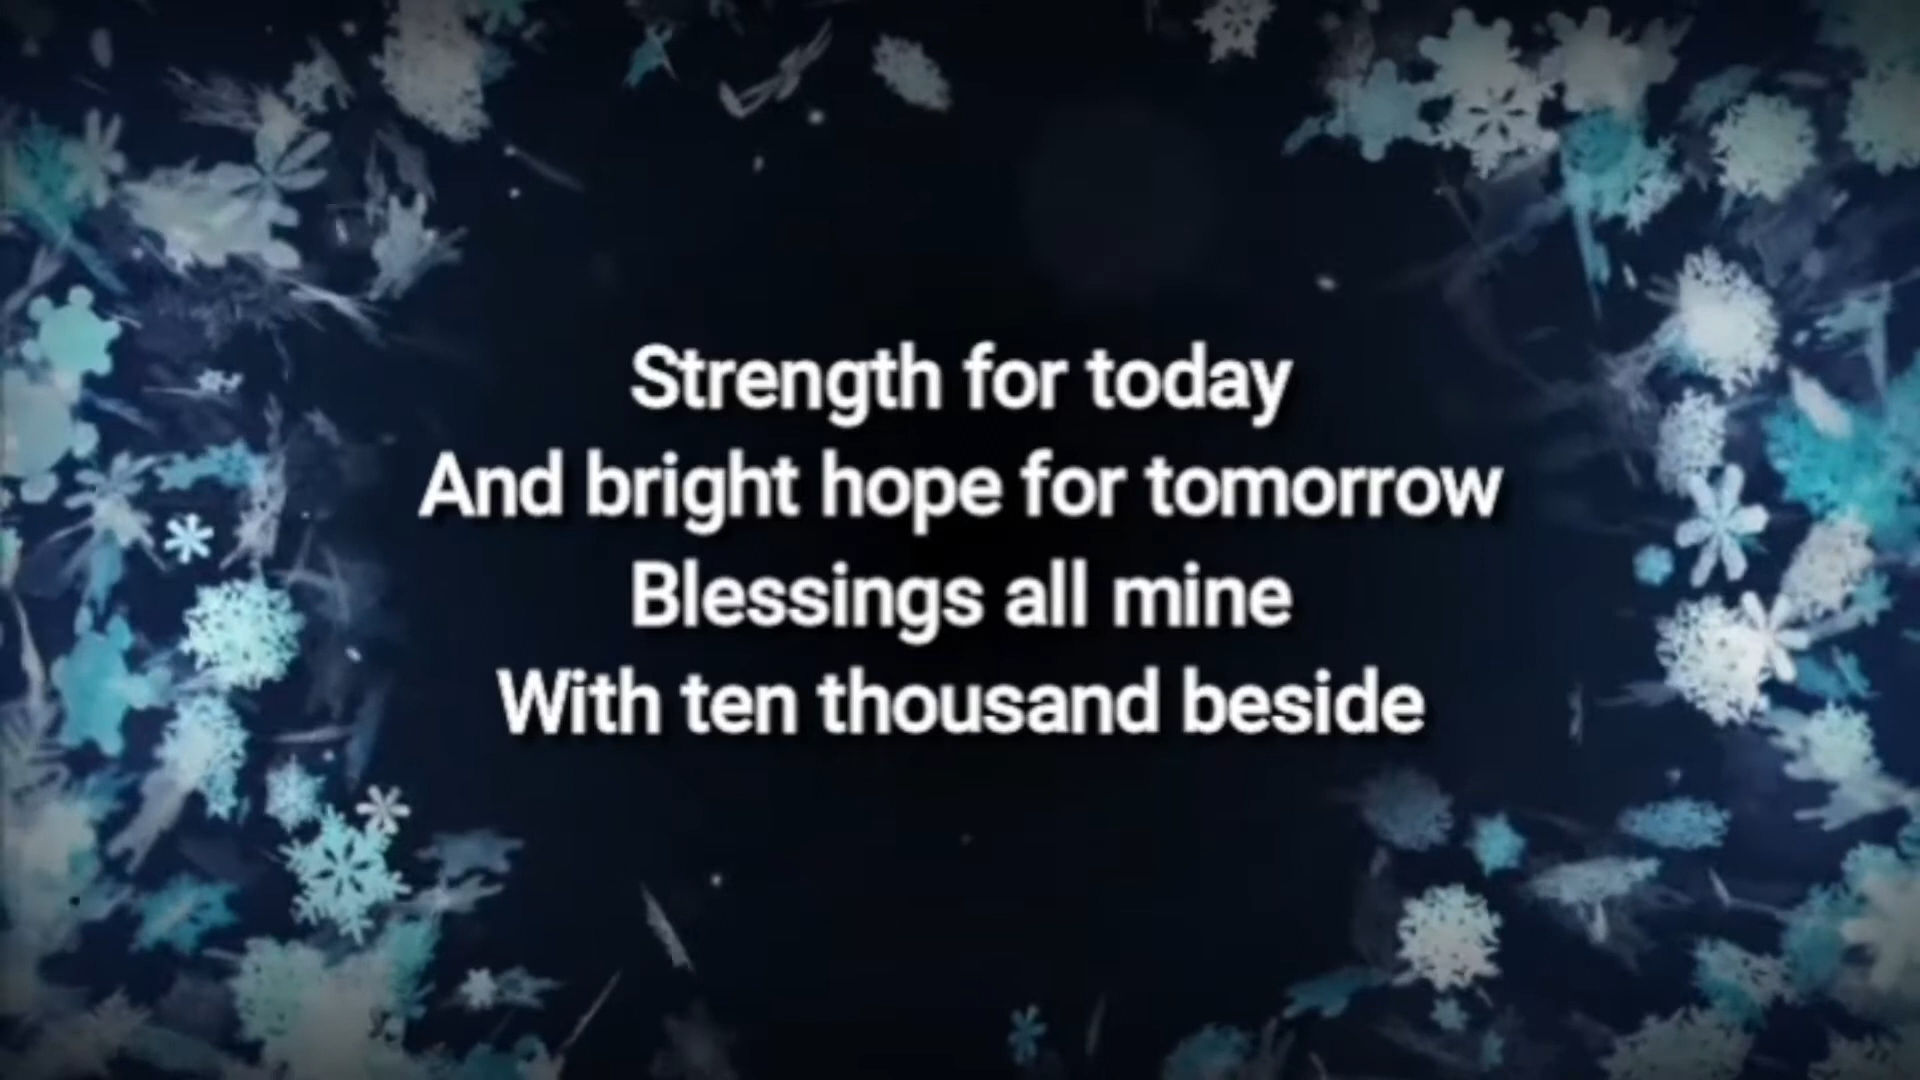 Strength for today
And bright hope for tomorrow
Blessings all mine
With ten thousand beside